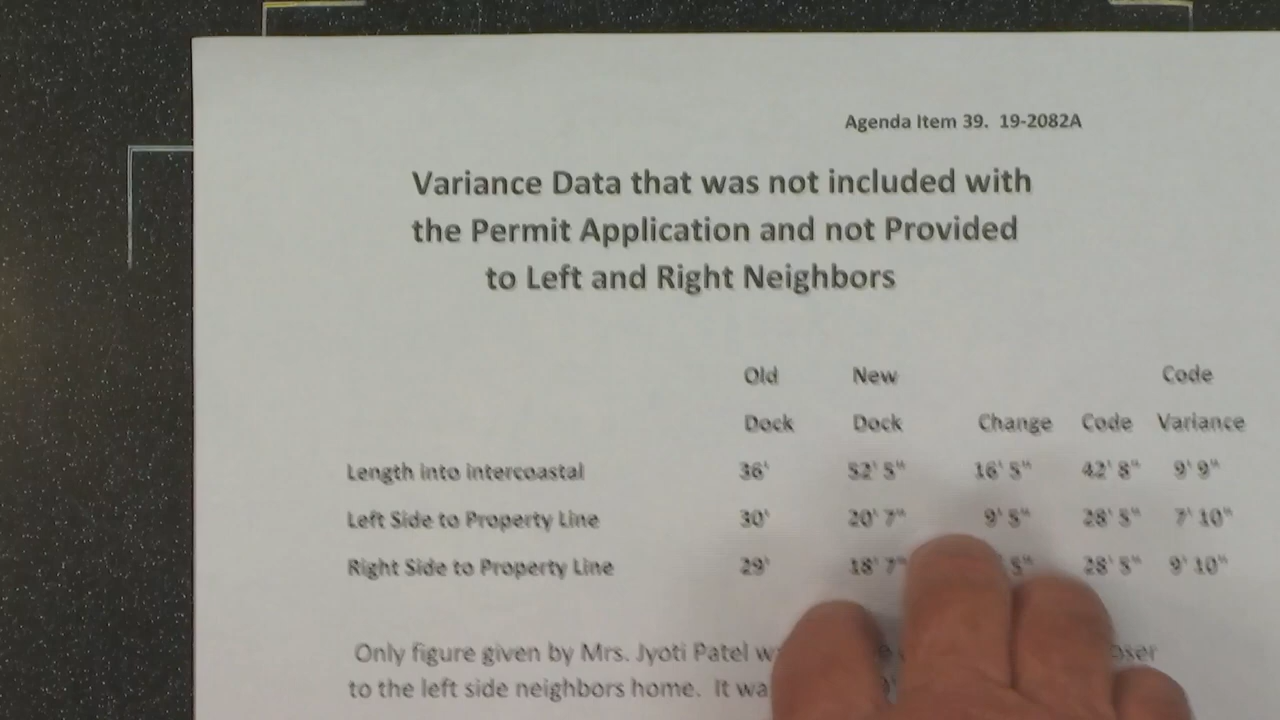 Agenda Item 39. 19-2082A
Variance Data that was not included with
the Permit Application and not Provided
to Left and Right Neighbors
Old New Code
Dock Dock Change Code Variance
Length into intercoastal 36' 52' 5" 16' 5" 42' 8" 9' 9"
Left Side to Property Line 30' 20' 7" 9' 5" 28' 5" 7' 10"
Right Side to Property Line 29' 18' 7" 5" 28' 5" 9' 10"
Only figure given by Mrs. Jyoti Patel
to the left side neighbors home. It